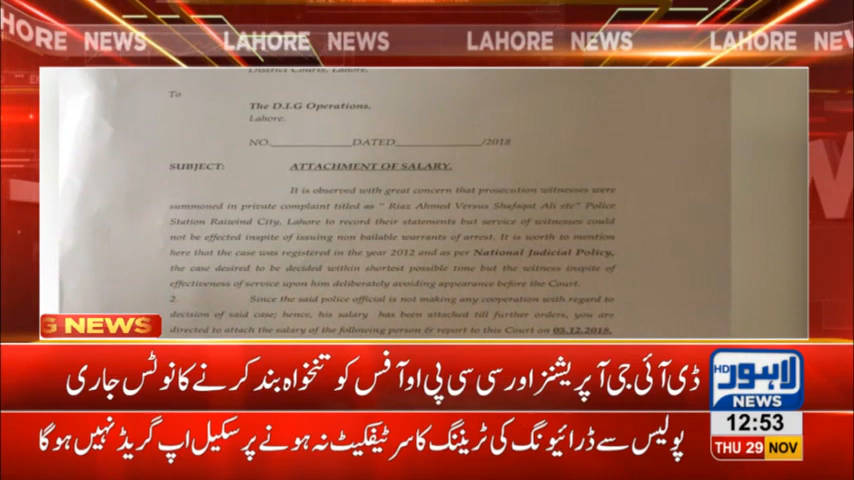 HORE NEWS LAHORE NEWS LAHORE NEWS LAHORE NEW
District Courts, Lahore.
To
The D.I.G Operations.
Lahore.
NO.____________DATED____________/2018
SUBJECT: ATTACHMENT OF SALARY.
It is observed with great concern that prosecution witnesses were
summoned in private complaint titled as " Riaz Ahmed Versus Shafaqat Ali etc" Police
Station Raiwind City, Lahore to record their statements but service of witnesses could
not be effected inspite of issuing non bailable warrants of arrest. It is worth to mention
here that the case was registered in the year 2012 and as per National Judicial Policy,
the case desired to be decided within shortest possible time but the witness inspite of
effectiveness of service upon him deliberately avoiding appearance before the Court.
2. Since the said police official is not making any cooperation with regard to
decision of said case; hence, his salary has been attached till further orders, you are
directed to attach the salary of the following person & report to this Court on 05.12.2018.
G NEWS
ڈی آئی جی آپریشنز اور سی سی پی او آفس کو تنخواہ بند کرنے کا نوٹس جاری
پولیس سے ڈرائیونگ کی ٹریننگ کا سرٹیفکیٹ نہ ہونے پر سکیل اپ گریڈ نہیں ہوگا
HD لاہور
NEWS
12:53
THU 29 NOV